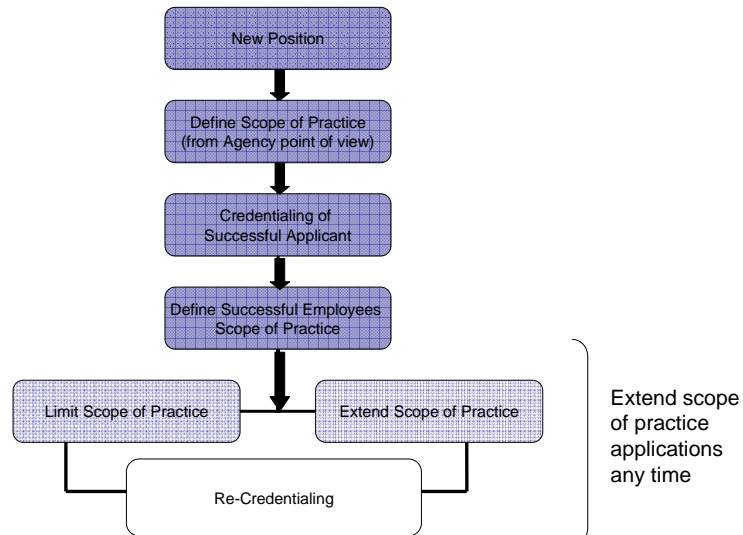 New Position
Define Scope of Practice
(from Agency point of view)
Credentialing of
Successful Applicant
Define Successful Employees
Scope of Practice
Limit Scope of Practice
Extend Scope of Practice
Re-Credentialing
Extend scope
of practice
applications
any time